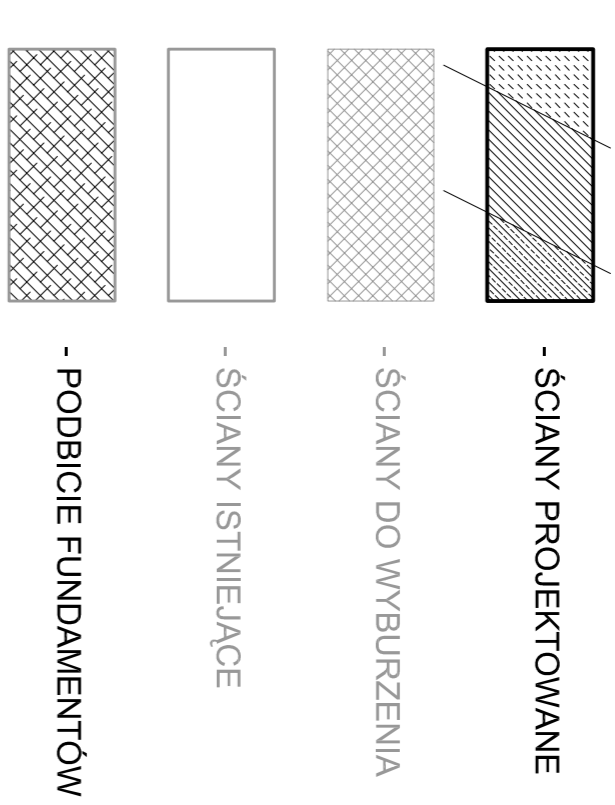 - ŚCIANY PROJEKTOWANE
- ŚCIANY DO WYBURZENIA
- ŚCIANY ISTNIEJĄCE
- PODBICIE FUNDAMENTÓW